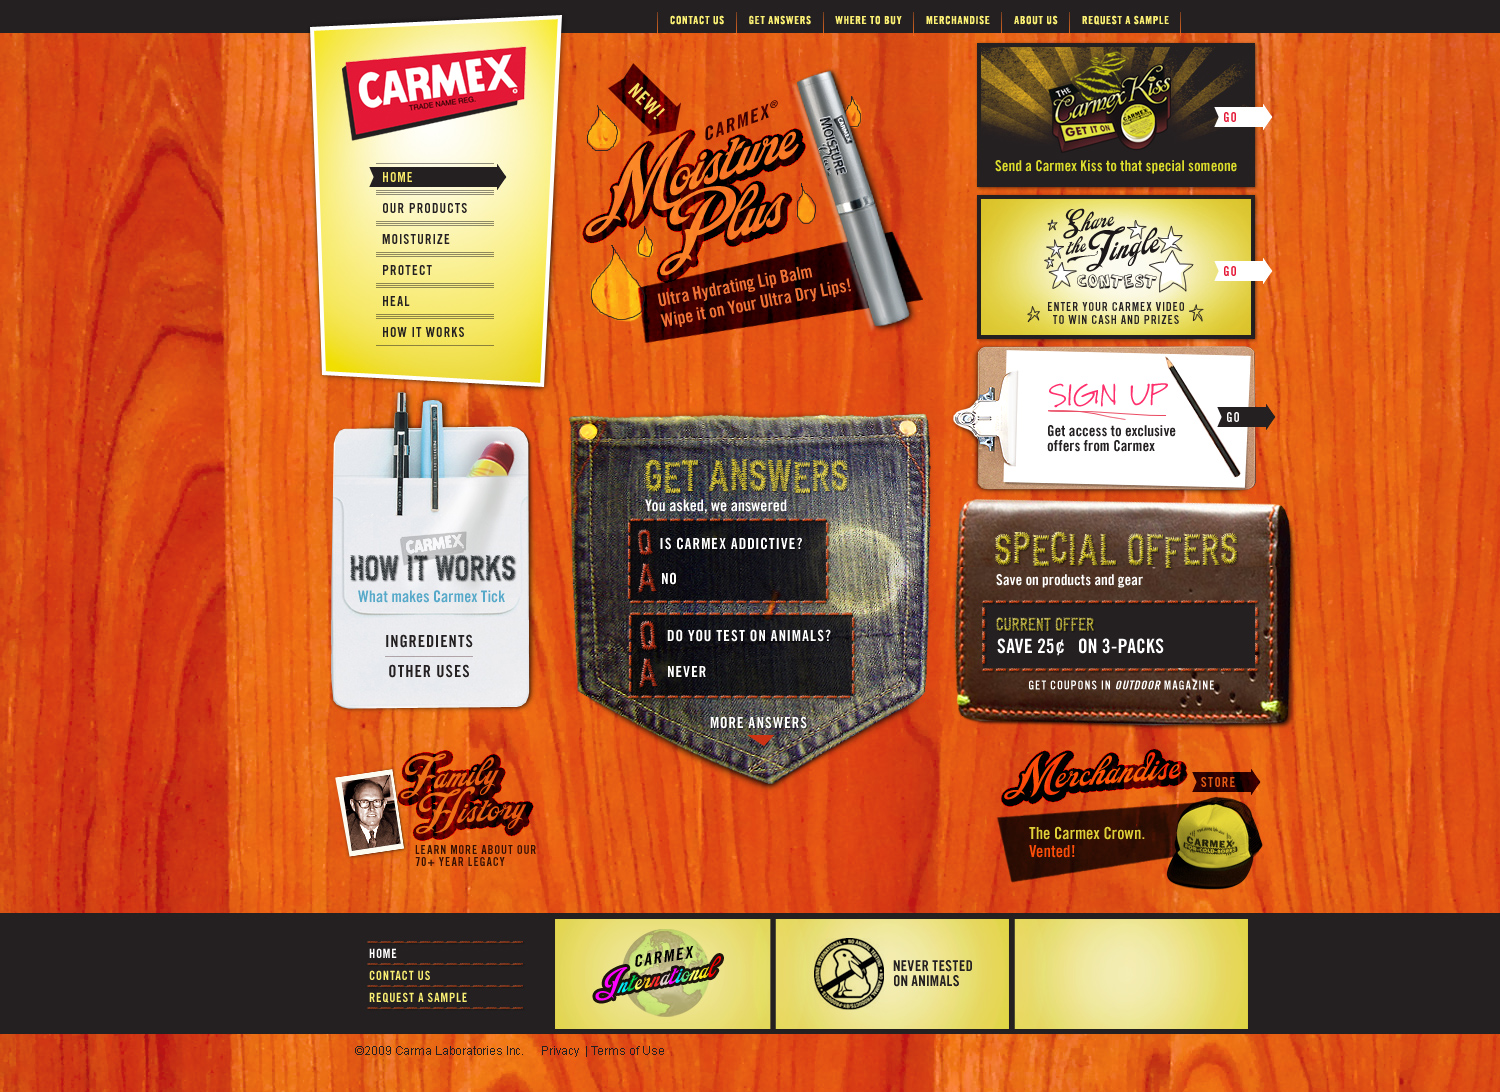 CONTACT US
GET ANSWERS
WHERE TO BUY
MERCHANDISE
ABOUT US
REQUEST A SAMPLE
CARMEX
TRADE NAME REG.
HOME
OUR PRODUCTS
MOISTURIZE
PROTECT
HEAL
HOW IT WORKS
NEW!
CARMEX®
Moisture
Plus
Ultra Hydrating Lip Balm
Wipe it on Your Ultra Dry Lips!
CARMEX
MOISTURE
Plus
THE
Carmex Kiss
GET IT ON
CARMEX
Send a Carmex Kiss to that special someone
GO
Share
the Jingle
CONTEST
ENTER YOUR CARMEX VIDEO
TO WIN CASH AND PRIZES
GO
SIGN UP
Get access to exclusive
offers from Carmex
GO
CARMEX
HOW IT WORKS
What makes Carmex Tick
INGREDIENTS
OTHER USES
GET ANSWERS
You asked, we answered
Q IS CARMEX ADDICTIVE?
A NO
Q DO YOU TEST ON ANIMALS?
A NEVER
MORE ANSWERS
SPECIAL OFFERS
Save on products and gear
CURRENT OFFER
SAVE 25¢ ON 3-PACKS
GET COUPONS IN OUTDOOR MAGAZINE
Family
History
LEARN MORE ABOUT OUR
70+ YEAR LEGACY
Merchandise
STORE
The Carmex Crown.
Vented!
CARMEX
HOME
CONTACT US
REQUEST A SAMPLE
CARMEX
International
NEVER TESTED
ON ANIMALS
©2009 Carma Laboratories Inc. Privacy | Terms of Use